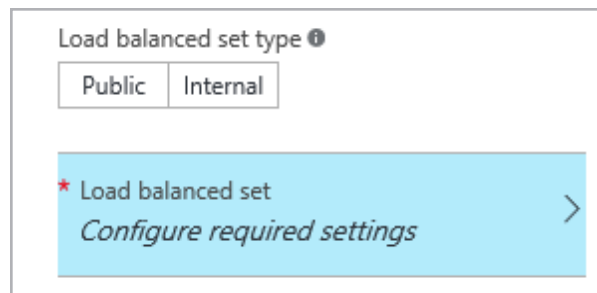 Load balanced set type
Public Internal
* Load balanced set
Configure required settings